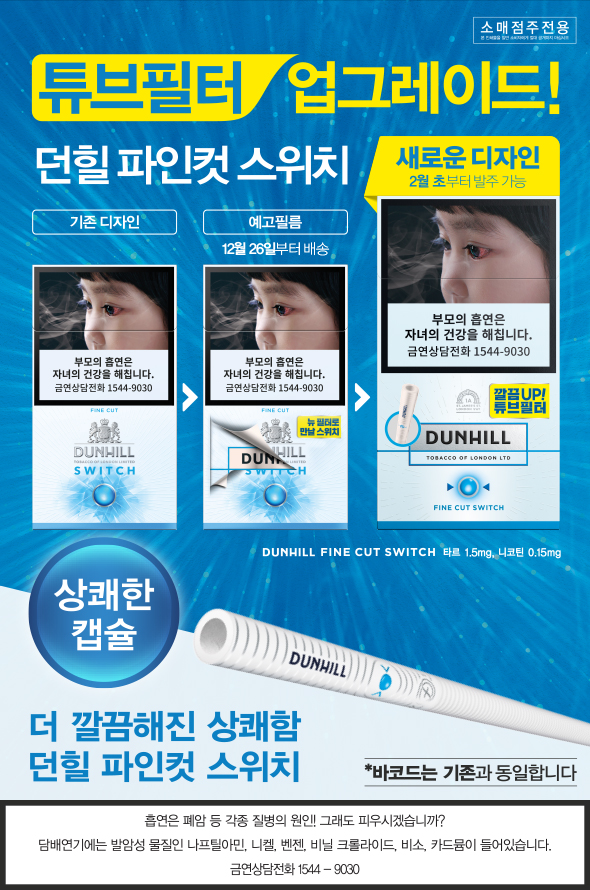 소매점주전용
튜브필터 업그레이드!
던힐 파인컷 스위치
새로운 디자인
2월 초부터 발주 가능
기존 디자인
예고필름
12월 26일부터 배송
부모의 흡연은
자녀의 건강을 해칩니다.
금연상담전화 1544-9030
FINE CUT
DUNHILL
TOBACCO OF LONDON LIMITED
SWITCH
부모의 흡연은
자녀의 건강을 해칩니다.
금연상담전화 1544-9030
FINE CUT
뉴 필터로
만날 스위치
DUNHILL
SWITCH
부모의 흡연은
자녀의 건강을 해칩니다.
금연상담전화 1544-9030
깔끔UP!
튜브필터
DUNHILL
TOBACCO OF LONDON LTD
FINE CUT SWITCH
DUNHILL FINE CUT SWITCH 타르 1.5mg, 니코틴 0.15mg
상쾌한
캡슐
DUNHILL
더 깔끔해진 상쾌함
던힐 파인컷 스위치
*바코드는 기존과 동일합니다
흡연은 폐암 등 각종 질병의 원인! 그래도 피우시겠습니까?
담배연기에는 발암성 물질인 나프틸아민, 니켈, 벤젠, 비닐 크롤라이드, 비소, 카드뮴이 들어있습니다.
금연상담전화 1544 - 9030